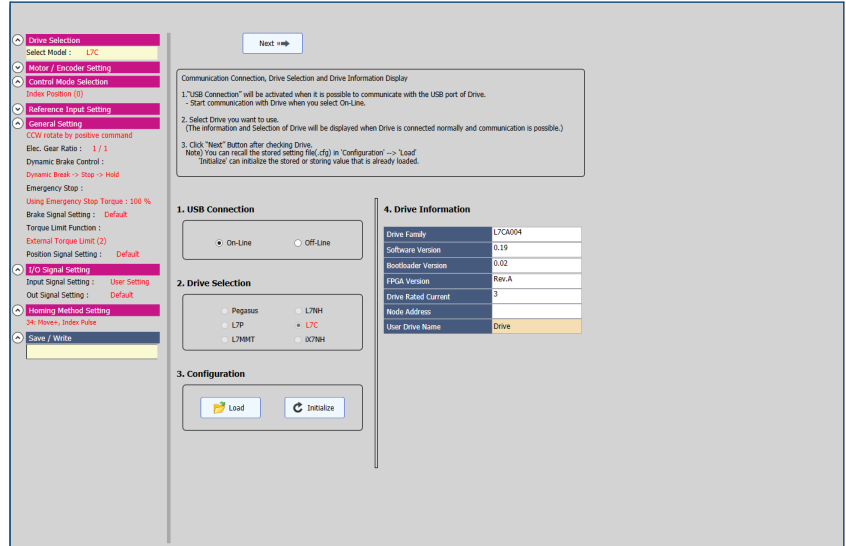 Drive Selection
Select Model : L7C
Motor / Encoder Setting
Control Mode Selection
Index Position (0)
Reference Input Setting
General Setting
CCW rotate by positive command
Elec. Gear Ratio : 1 / 1
Dynamic Brake Control :
Dynamic Break -> Stop -> Hold
Emergency Stop :
Using Emergency Stop Torque : 100 %
Brake Signal Setting : Default
Torque Limit Function :
External Torque Limit (2)
Position Signal Setting : Default
I/O Signal Setting
Input Signal Setting : User Setting
Out Signal Setting : Default
Homing Method Setting
34: Move+, Index Pulse
Save / Write
Next
Communication Connection, Drive Selection and Drive Information Display
1."USB Connection" will be activated when it is possible to communicate with the USB port of Drive.
- Start communication with Drive when you select On-Line.
2. Select Drive you want to use.
(The information and Selection of Drive will be displayed when Drive is connected normally and communication is possible.)
3. Click "Next" Button after checking Drive.
Note) You can recall the stored setting file(.cfg) in 'Configuration' --> 'Load'
'Initialize' can initialize the stored or storing value that is already loaded.
1. USB Connection
On-Line Off-Line
2. Drive Selection
Pegasus L7NH
L7P L7C
L7MMT iX7NH
3. Configuration
Load Initialize
4. Drive Information
Drive Family L7CA004
Software Version 0.19
Bootloader Version 0.02
FPGA Version Rev.A
Drive Rated Current 3
Node Address
User Drive Name Drive